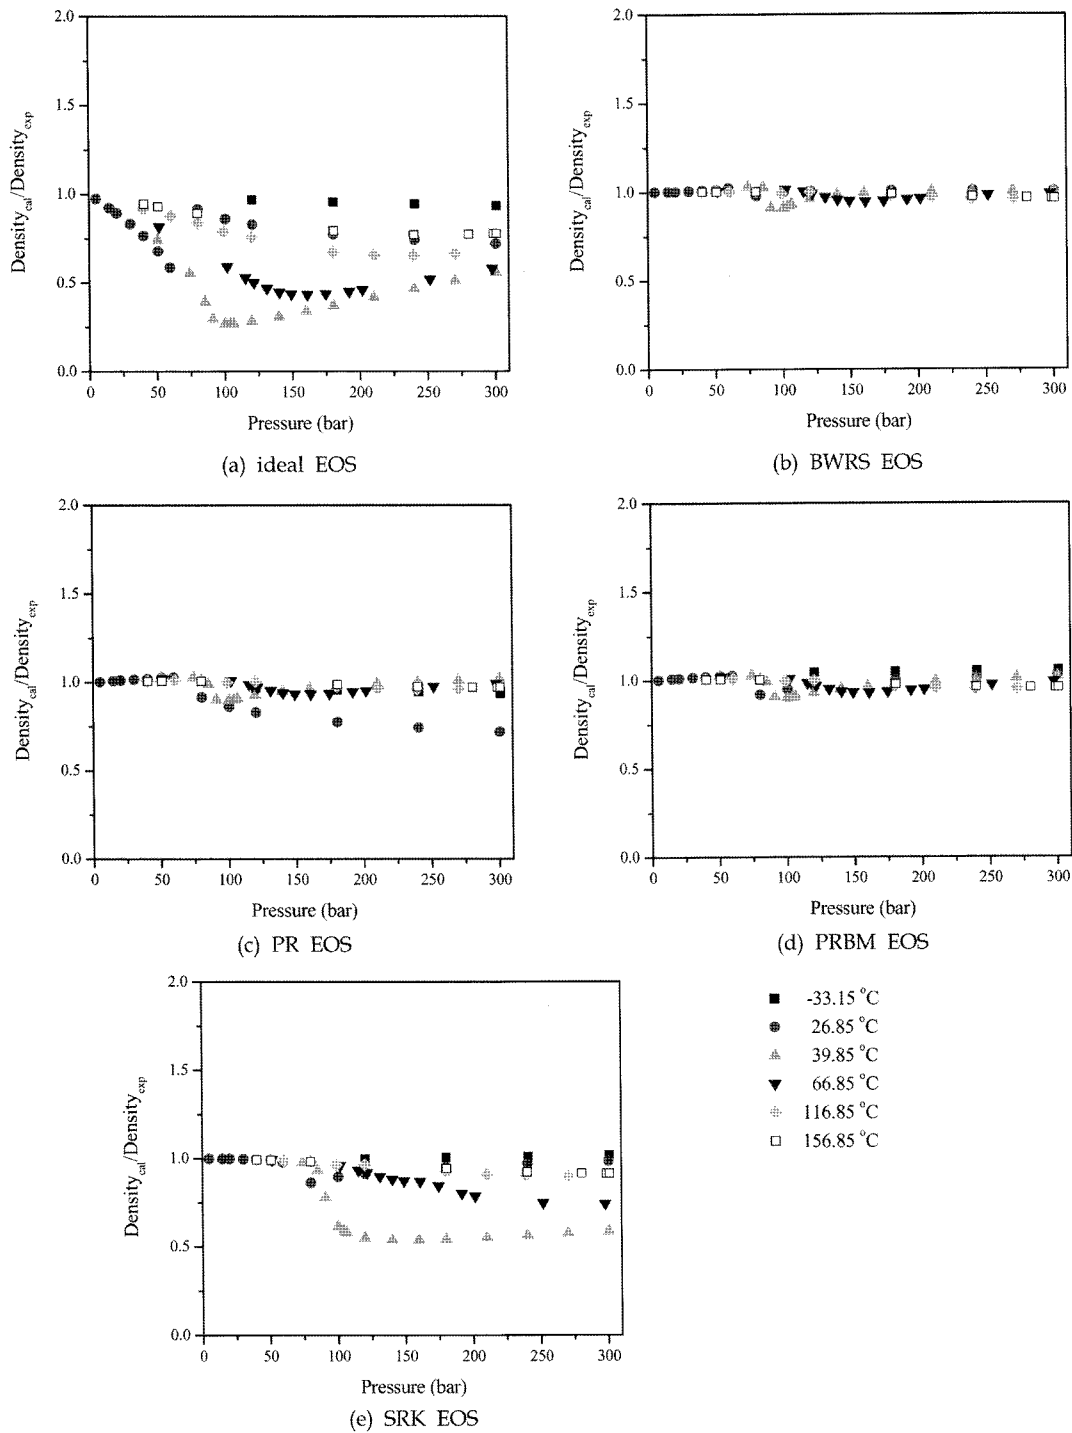 2.0
1.5
1.0
0.5
0.0
Density_cal/Density_exp
0 50 100 150 200 250 300
Pressure (bar)
(a) ideal EOS
2.0
1.5
1.0
0.5
0.0
Density_cal/Density_exp
0 50 100 150 200 250 300
Pressure (bar)
(b) BWRS EOS
2.0
1.5
1.0
0.5
0.0
Density_cal/Density_exp
0 50 100 150 200 250 300
Pressure (bar)
(c) PR EOS
2.0
1.5
1.0
0.5
0.0
Density_cal/Density_exp
0 50 100 150 200 250 300
Pressure (bar)
(d) PRBM EOS
2.0
1.5
1.0
0.5
0.0
Density_cal/Density_exp
0 50 100 150 200 250 300
Pressure (bar)
(e) SRK EOS
-33.15 °C
26.85 °C
39.85 °C
66.85 °C
116.85 °C
156.85 °C